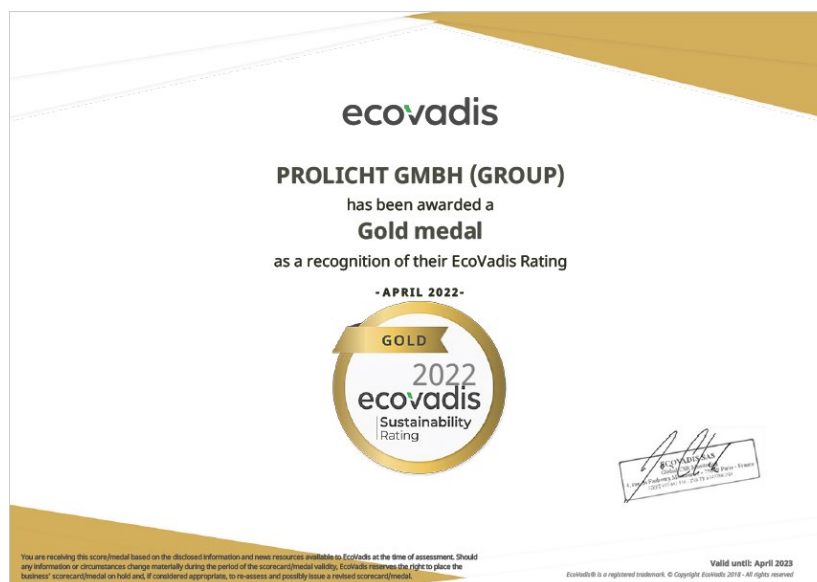 ecovadis
PROLICHT GMBH (GROUP)
has been awarded a
Gold medal
as a recognition of their EcoVadis Rating
-APRIL 2022-
GOLD
2022
ecovadis
Sustainability
Rating
ECOVADIS SAS
Paris - France
You are receiving this score/medal based on the disclosed information and news resources available to EcoVadis at the time of assessment. Should
any information or circumstances change materially during the period of the scorecard/medal validity, EcoVadis reserves the right to place the
business' scorecard/medal on hold and, if considered appropriate, to re-assess and possibly issue a revised scorecard/medal.
Valid until: April 2023
EcoVadis® is a registered trademark. © Copyright EcoVadis 2018 - All rights reserved